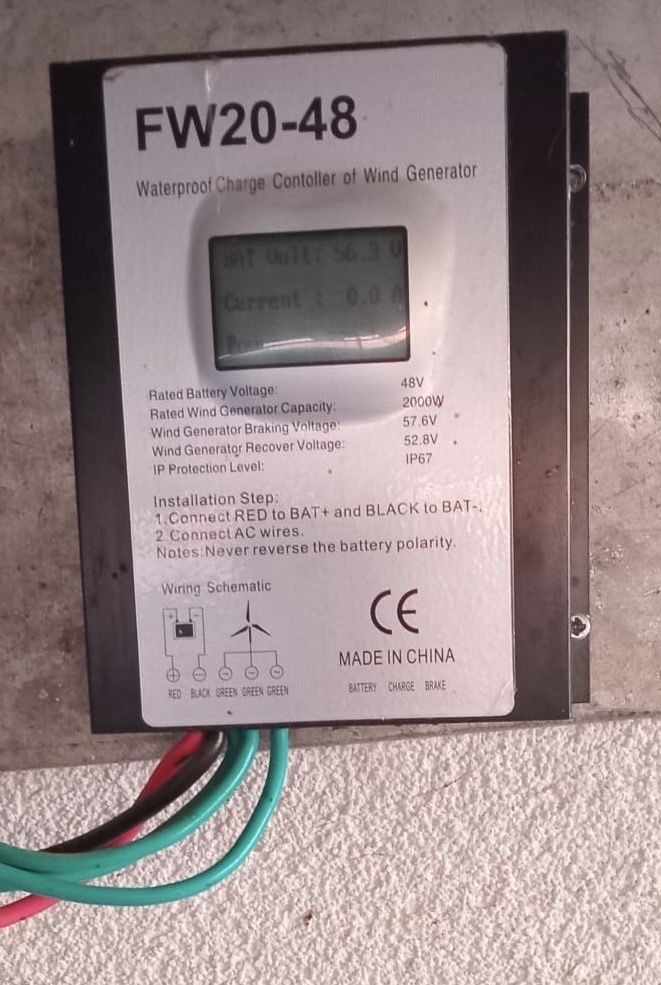 FW20-48
Waterproof Charge Contoller of Wind Generator
BAT Volt: 56.3 V
Current : 0.0 A
Rated Battery Voltage: 48V
Rated Wind Generator Capacity: 2000W
Wind Generator Braking Voltage: 57.6V
Wind Generator Recover Voltage: 52.8V
IP Protection Level: IP67
Installation Step:
1.Connect RED to BAT+ and BLACK to BAT-.
2.Connect AC wires.
Notes:Never reverse the battery polarity.
Wiring Schematic
+ −
CE
MADE IN CHINA
RED BLACK GREEN GREEN GREEN
BATTERY CHARGE BRAKE